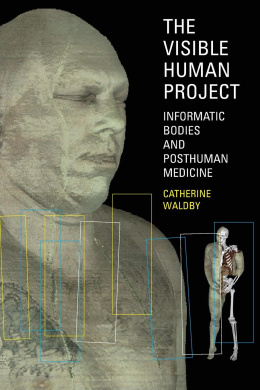 THE
VISIBLE
HUMAN
PROJECT
INFORMATIC
BODIES
AND
POSTHUMAN
MEDICINE
CATHERINE
WALDBY